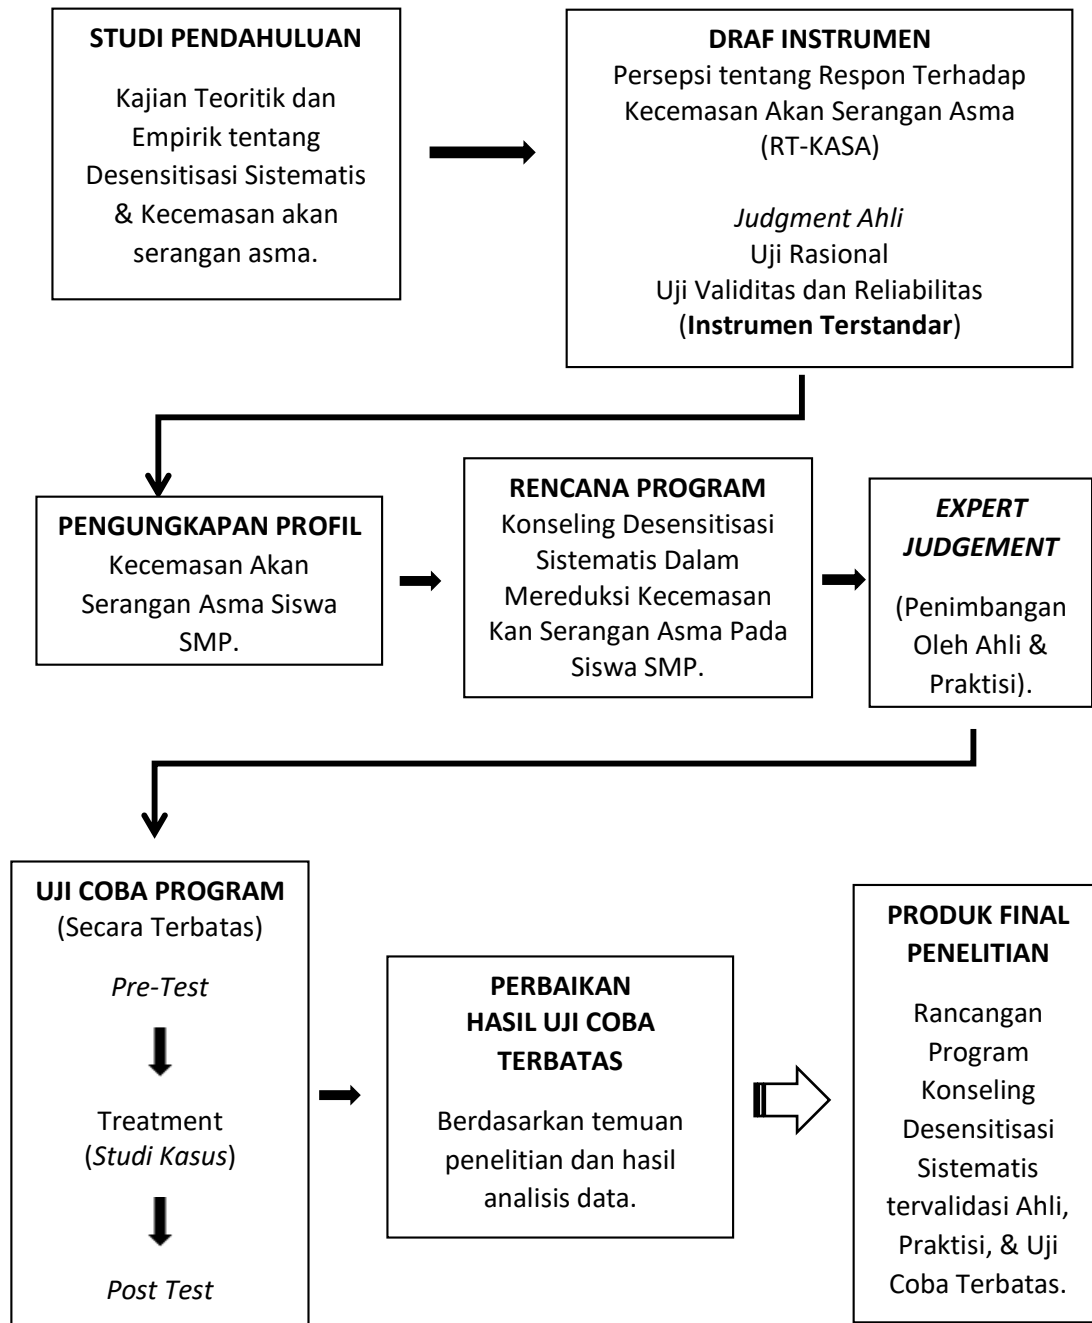 STUDI PENDAHULUAN
Kajian Teoritik dan
Empirik tentang
Desensitisasi Sistematis
& Kecemasan akan
serangan asma.
DRAF INSTRUMEN
Persepsi tentang Respon Terhadap
Kecemasan Akan Serangan Asma
(RT-KASA)
Judgment Ahli
Uji Rasional
Uji Validitas dan Reliabilitas
(Instrumen Terstandar)
PENGUNGKAPAN PROFIL
Kecemasan Akan
Serangan Asma Siswa
SMP.
RENCANA PROGRAM
Konseling Desensitisasi
Sistematis Dalam
Mereduksi Kecemasan
Kan Serangan Asma Pada
Siswa SMP.
EXPERT
JUDGEMENT
(Penimbangan
Oleh Ahli &
Praktisi).
UJI COBA PROGRAM
(Secara Terbatas)
Pre-Test
Treatment
(Studi Kasus)
Post Test
PERBAIKAN
HASIL UJI COBA
TERBATAS
Berdasarkan temuan
penelitian dan hasil
analisis data.
PRODUK FINAL
PENELITIAN
Rancangan
Program
Konseling
Desensitisasi
Sistematis
tervalidasi Ahli,
Praktisi, & Uji
Coba Terbatas.